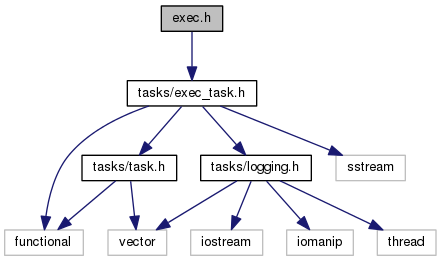 exec.h
tasks/exec_task.h
tasks/task.h
tasks/logging.h
sstream
functional
vector
iostream
iomanip
thread